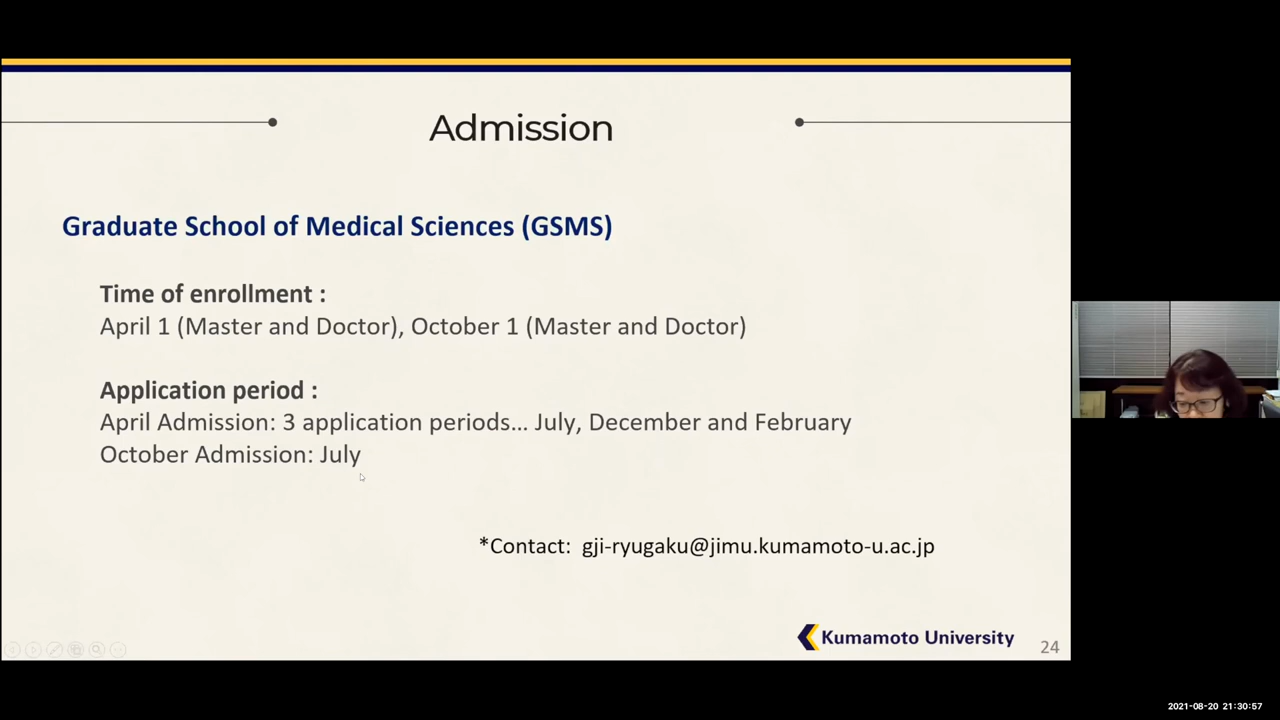 Admission
Graduate School of Medical Sciences (GSMS)
Time of enrollment :
April 1 (Master and Doctor), October 1 (Master and Doctor)
Application period :
April Admission: 3 application periods... July, December and February
October Admission: July
*Contact: gji-ryugaku@jimu.kumamoto-u.ac.jp
Kumamoto University
24
2021-08-20 21:30:57